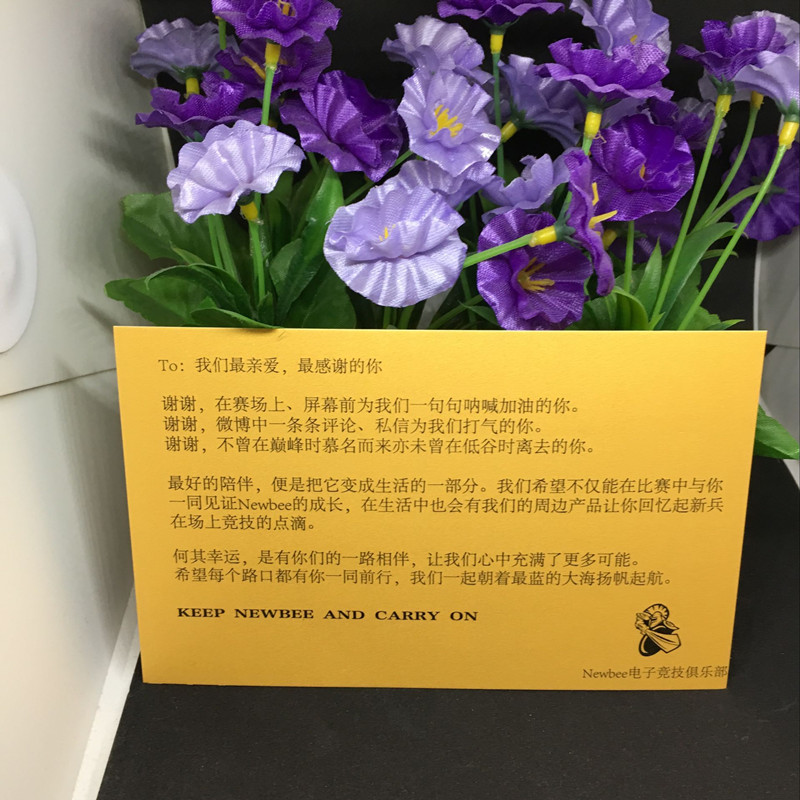 To：我们最亲爱，最感谢的你
谢谢，在赛场上、屏幕前为我们一句句呐喊加油的你。
谢谢，微博中一条条评论、私信为我们打气的你。
谢谢，不曾在巅峰时慕名而来亦未曾在低谷时离去的你。
最好的陪伴，便是把它变成生活的一部分。我们希望不仅能在比赛中与你
一同见证Newbee的成长，在生活中也会有我们的周边产品让你回忆起新兵
在场上竞技的点滴。
何其幸运，是有你们的一路相伴，让我们心中充满了更多可能。
希望每个路口都有你一同前行，我们一起朝着最蓝的大海扬帆起航。
KEEP NEWBEE AND CARRY ON
Newbee电子竞技俱乐部